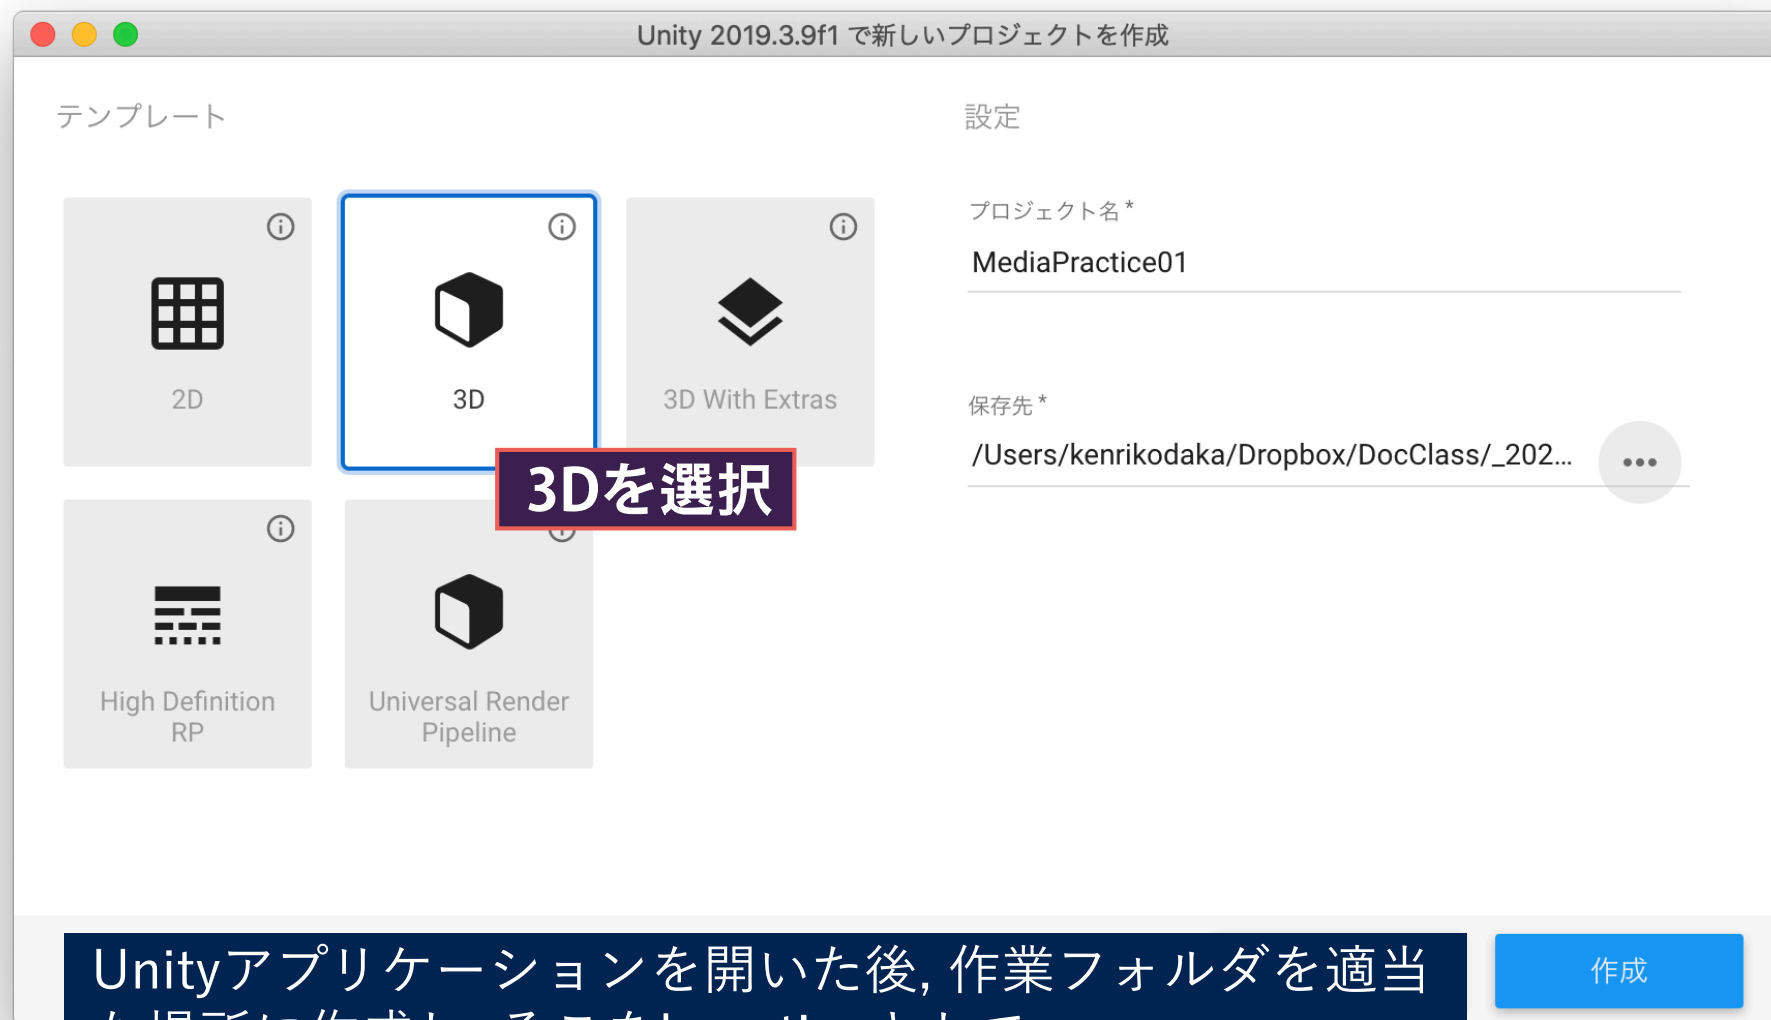 Unity 2019.3.9f1 で新しいプロジェクトを作成
テンプレート
設定
2D
3D
3D With Extras
3Dを選択
High Definition
RP
Universal Render
Pipeline
プロジェクト名 *
MediaPractice01
保存先 *
/Users/kenrikodaka/Dropbox/DocClass/_202...
Unityアプリケーションを開いた後, 作業フォルダを適当
作成